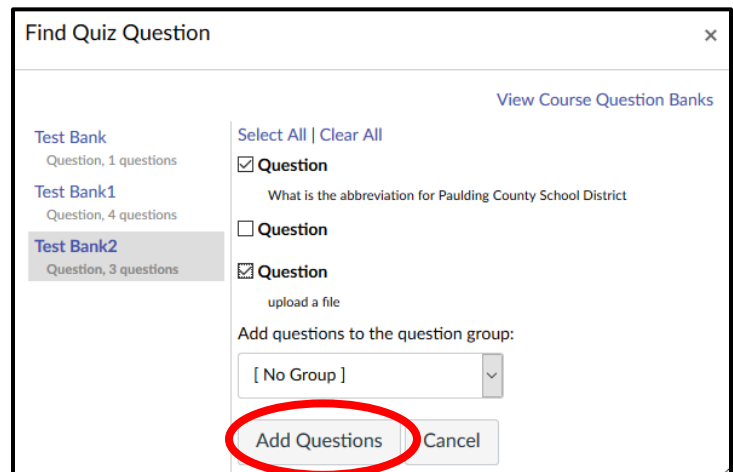 Find Quiz Question
×
View Course Question Banks
Test Bank
Question, 1 questions
Test Bank1
Question, 4 questions
Test Bank2
Question, 3 questions
Select All | Clear All
Question
What is the abbreviation for Paulding County School District
Question
Question
upload a file
Add questions to the question group:
[ No Group ]
Add Questions Cancel